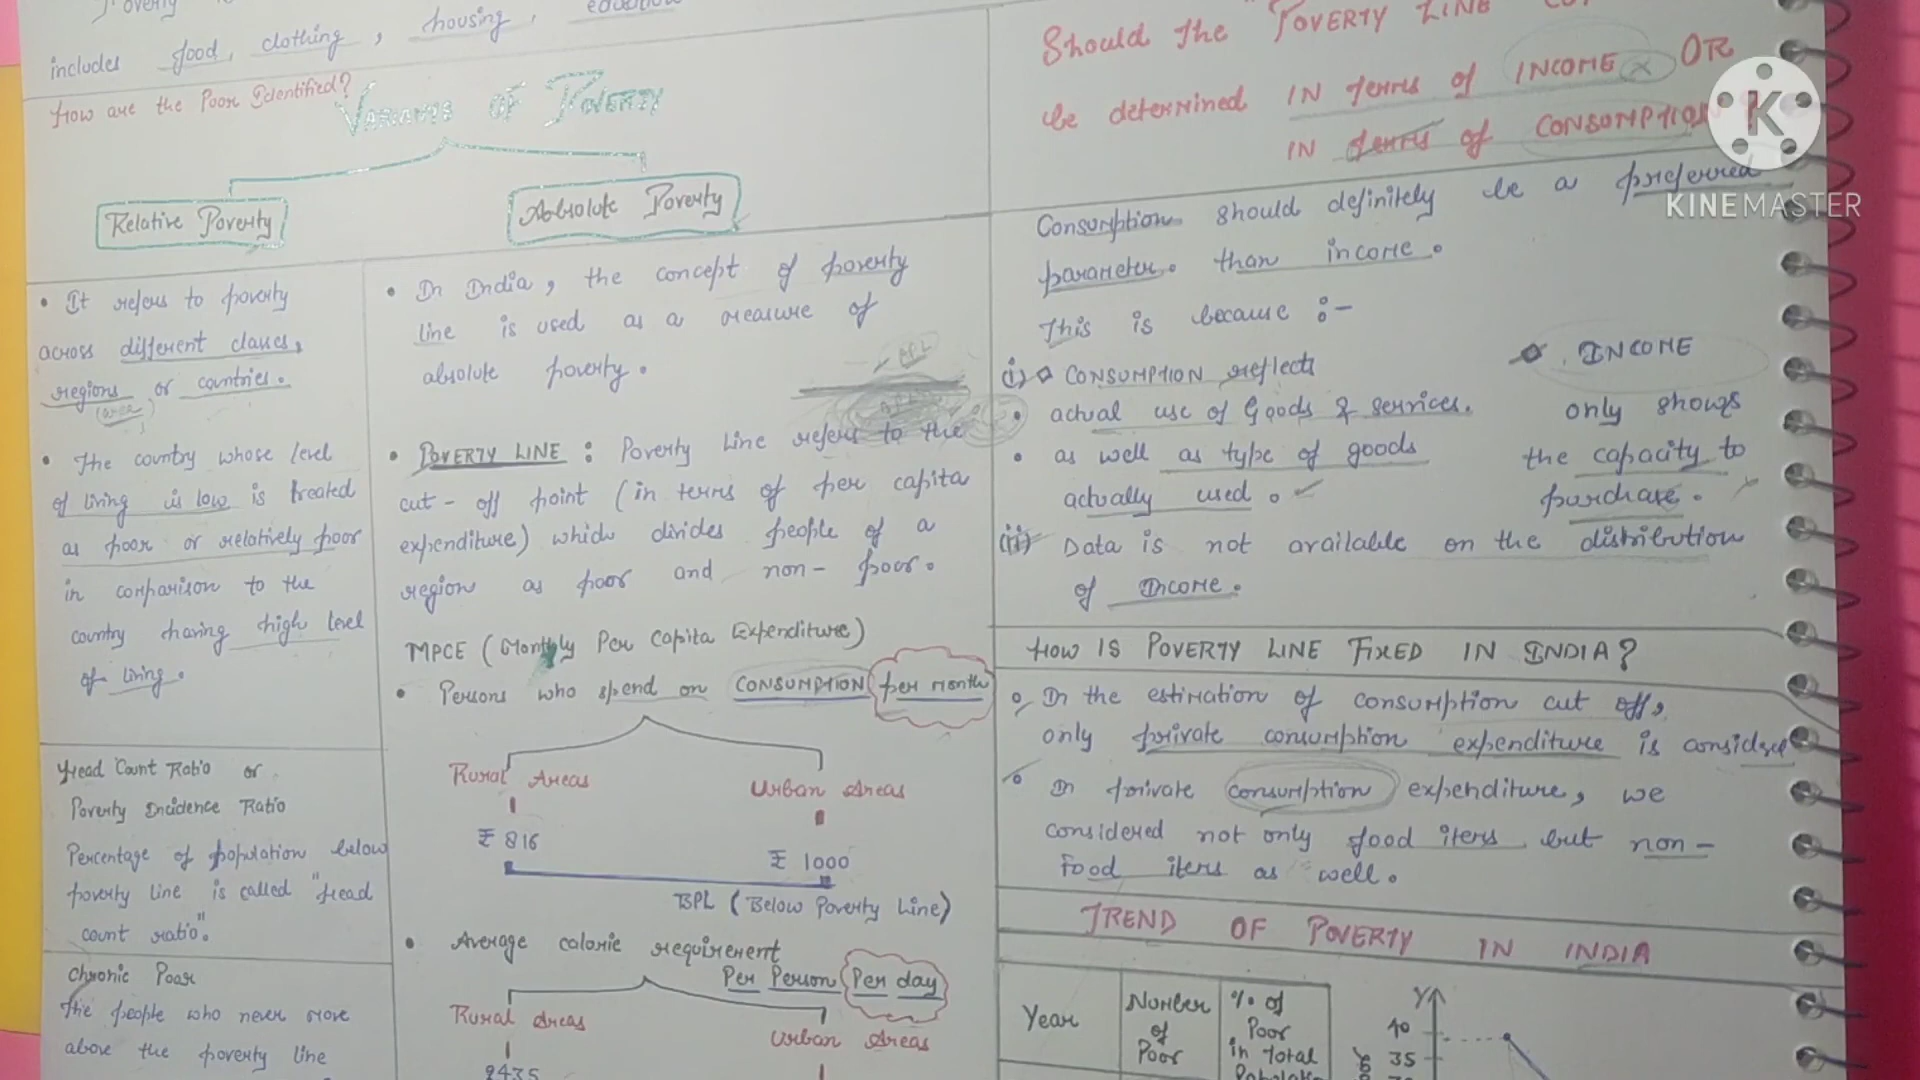 Poverty
includes food, clothing, housing, education
How are the Poor Identified?
VARIANTS OF POVERTY
Relative Poverty
Absolute Poverty
• It refers to poverty
across different classes,
regions or countries.
(area)
• The country whose level
of living is low is treated
as poor or relatively poor
in comparison to the
country having high level
of living.
Head Count Ratio or
Poverty Incidence Ratio
Percentage of population below
poverty line is called "Head
count ratio".
Chronic Poor
The people who never move
above the poverty line
• In India, the concept of poverty
line is used as a measure of
absolute poverty.
APL
• POVERTY LINE : Poverty Line refers to the
cut-off point (in terms of per capita
expenditure) which divides people of a
region as poor and non-poor.
MPCE (Monthly Per Capita Expenditure)
• Persons who spend on CONSUMPTION per month
Rural Areas
Urban Areas
₹ 816
₹ 1000
BPL (Below Poverty Line)
• Average calorie requirement
Per Person Per day
Rural Areas
Urban Areas
2435
Should the "POVERTY LINE
be determined IN terms of INCOME x OR
IN terms of CONSUMPTION
Consumption should definitely be a preferred
parameter. than income.
This is because :-
(i) CONSUMPTION reflects
• actual use of Goods & services.
• as well as type of goods
actually used.
INCOME
only shows
the capacity to
purchase.
(ii) Data is not available on the distribution
of Income.
HOW IS POVERTY LINE FIXED IN INDIA?
In the estimation of consumption cut off,
only private consumption expenditure is considered
In private consumption expenditure, we
considered not only food items but non-
Food items as well.
TREND OF POVERTY IN INDIA
Year
Number
of
Poor
% of
Poor
in total
Y
40
35
K
KINEMASTER